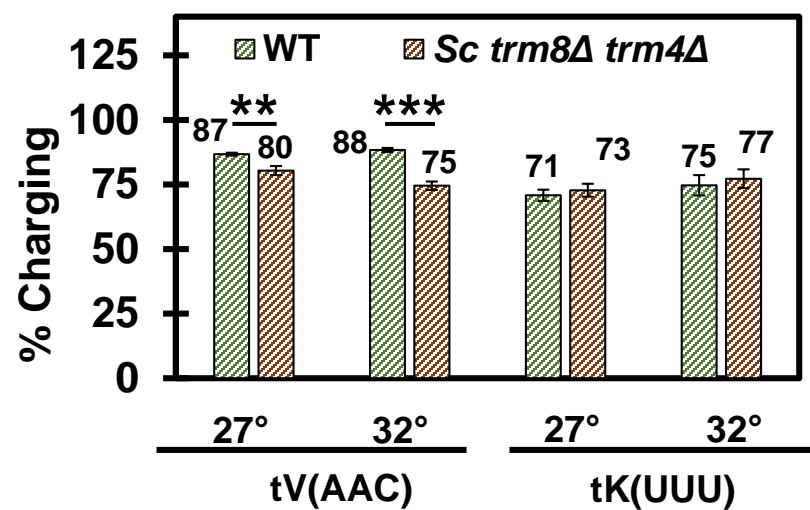 WT Sc trm8Δ trm4Δ
% Charging
125
100
75
50
25
0
** ***
87 80 88 75 71 73 75 77
27° 32° 27° 32°
tV(AAC) tK(UUU)